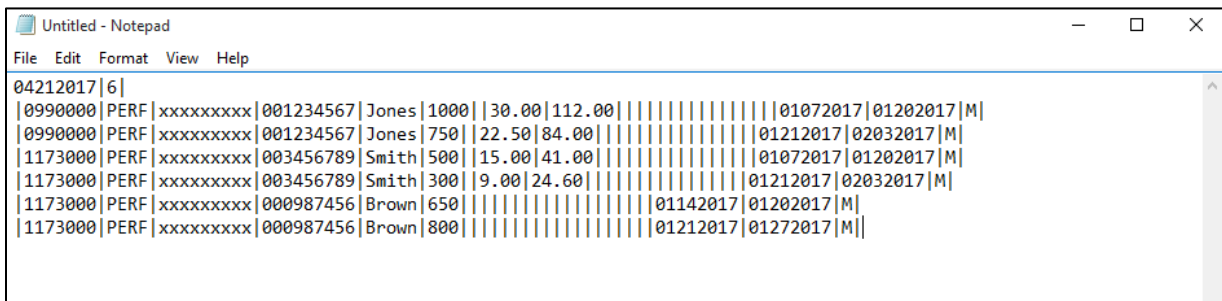 Untitled - Notepad
File Edit Format View Help
04212017|6|
|0990000|PERF|xxxxxxxxx|001234567|Jones|1000||30.00|112.00||||||||||||||||01072017|01202017|M|
|0990000|PERF|xxxxxxxxx|001234567|Jones|750||22.50|84.00||||||||||||||||01212017|02032017|M|
|1173000|PERF|xxxxxxxxx|003456789|Smith|500||15.00|41.00||||||||||||||||01072017|01202017|M|
|1173000|PERF|xxxxxxxxx|003456789|Smith|300||9.00|24.60||||||||||||||||01212017|02032017|M|
|1173000|PERF|xxxxxxxxx|000987456|Brown|650|||||||||||||||||||01142017|01202017|M|
|1173000|PERF|xxxxxxxxx|000987456|Brown|800|||||||||||||||||||01212017|01272017|M|